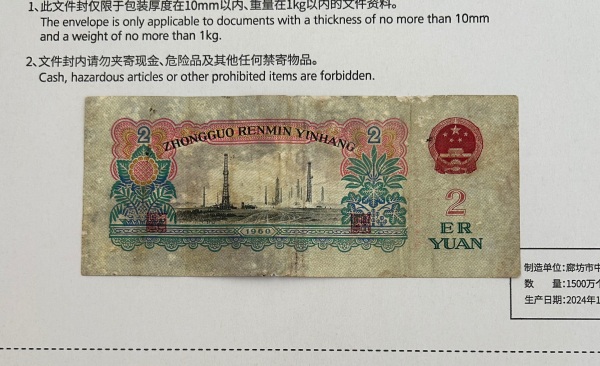 1、此文件封仅限于包装厚度在10mm以内、重量在1kg以内的文件资料。
The envelope is only applicable to documents with a thickness of no more than 10mm
and a weight of no more than 1kg.
2、文件封内请勿夹寄现金、危险品及其他任何禁寄物品。
Cash, hazardous articles or other prohibited items are forbidden.
2
ZHONGGUO RENMIN YINHANG
2
1960
2
ER
YUAN
制造单位:廊坊市中
数 量:1500万个
生产日期:2024年1